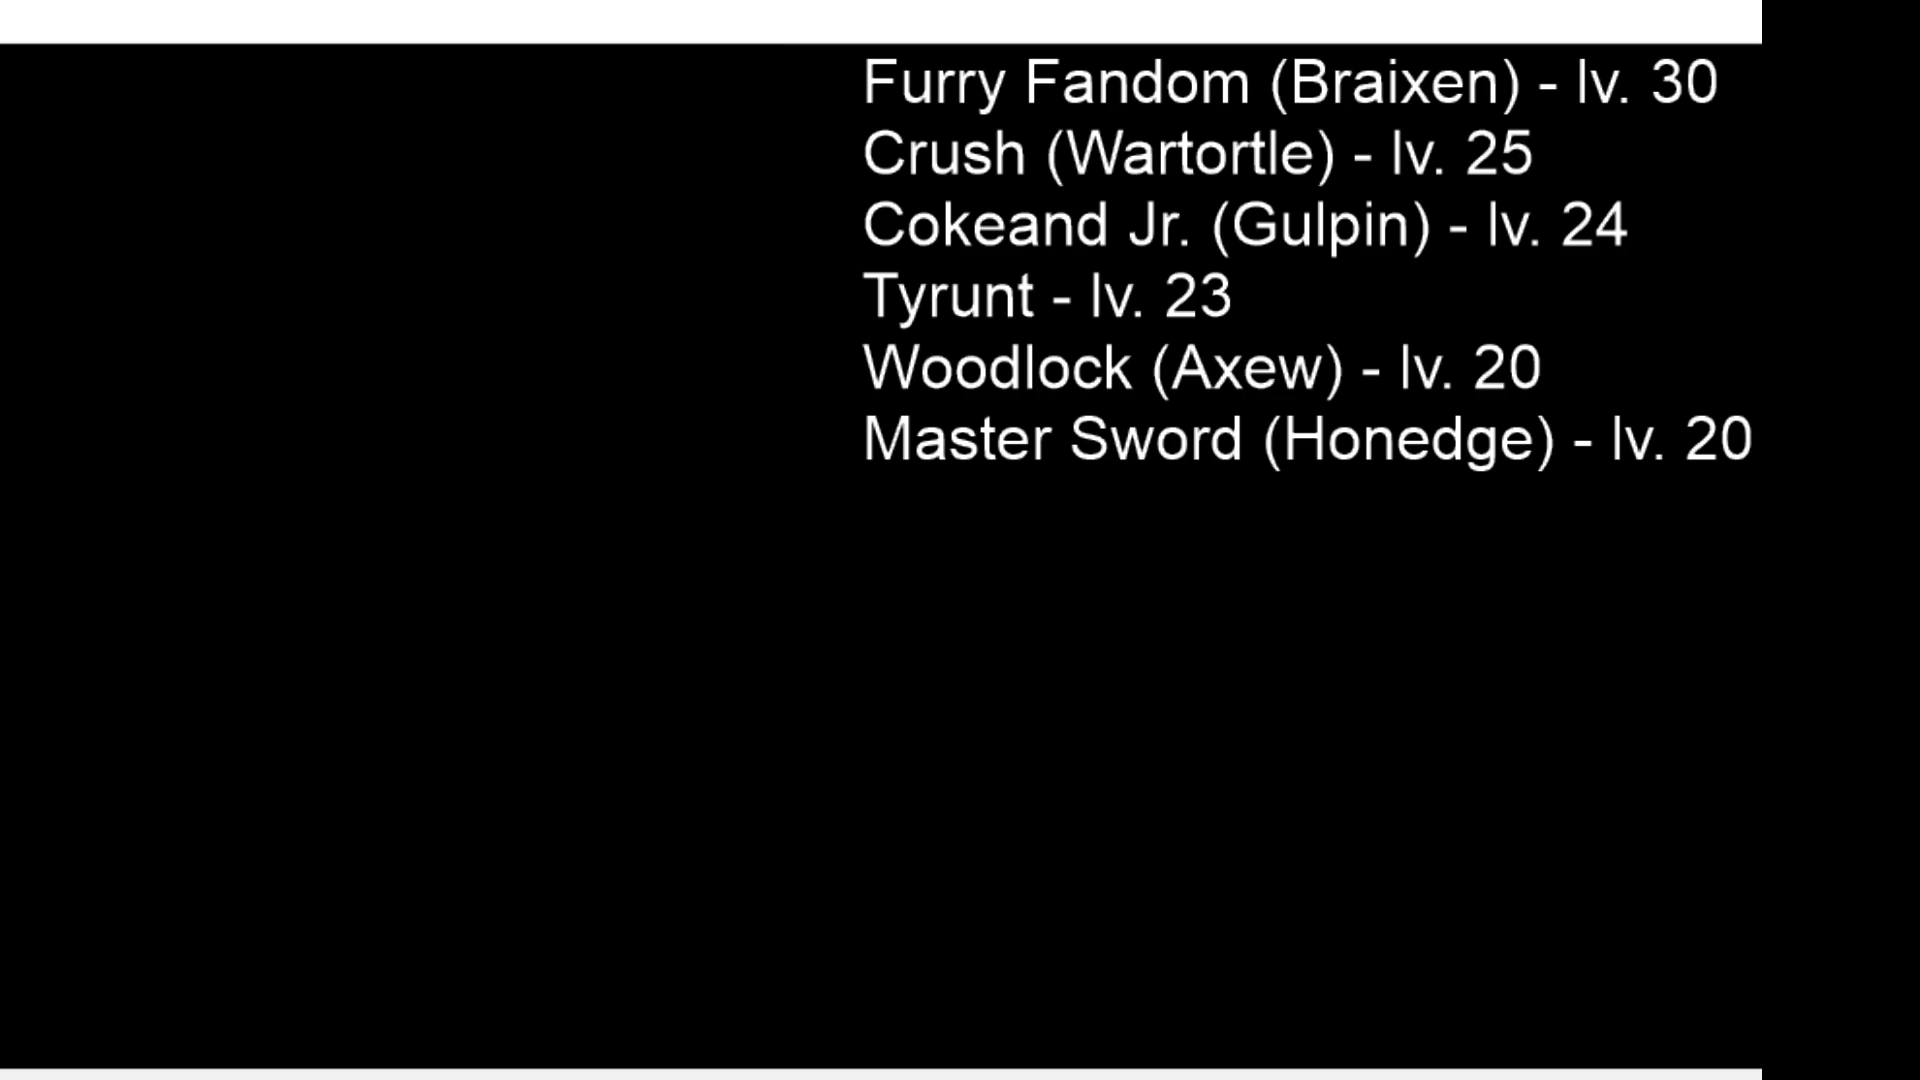 Furry Fandom (Braixen) - lv. 30
Crush (Wartortle) - lv. 25
Cokeand Jr. (Gulpin) - lv. 24
Tyrunt - lv. 23
Woodlock (Axew) - lv. 20
Master Sword (Honedge) - lv. 20